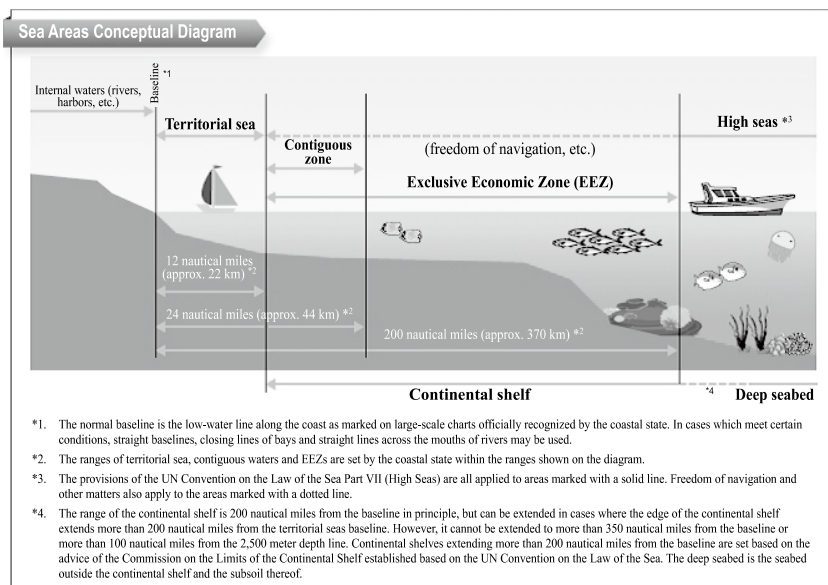 Sea Areas Conceptual Diagram
*1
Baseline
Internal waters (rivers,
harbors, etc.)
Territorial sea
High seas *3
Contiguous
zone
(freedom of navigation, etc.)
Exclusive Economic Zone (EEZ)
12 nautical miles
(approx. 22 km) *2
24 nautical miles (approx. 44 km) *2
200 nautical miles (approx. 370 km) *2
Continental shelf
*4
Deep seabed
*1. The normal baseline is the low-water line along the coast as marked on large-scale charts officially recognized by the coastal state. In cases which meet certain
conditions, straight baselines, closing lines of bays and straight lines across the mouths of rivers may be used.
*2. The ranges of territorial sea, contiguous waters and EEZs are set by the coastal state within the ranges shown on the diagram.
*3. The provisions of the UN Convention on the Law of the Sea Part VII (High Seas) are all applied to areas marked with a solid line. Freedom of navigation and
other matters also apply to the areas marked with a dotted line.
*4. The range of the continental shelf is 200 nautical miles from the baseline in principle, but can be extended in cases where the edge of the continental shelf
extends more than 200 nautical miles from the territorial seas baseline. However, it cannot be extended to more than 350 nautical miles from the baseline or
more than 100 nautical miles from the 2,500 meter depth line. Continental shelves extending more than 200 nautical miles from the baseline are set based on the
advice of the Commission on the Limits of the Continental Shelf established based on the UN Convention on the Law of the Sea. The deep seabed is the seabed
outside the continental shelf and the subsoil thereof.